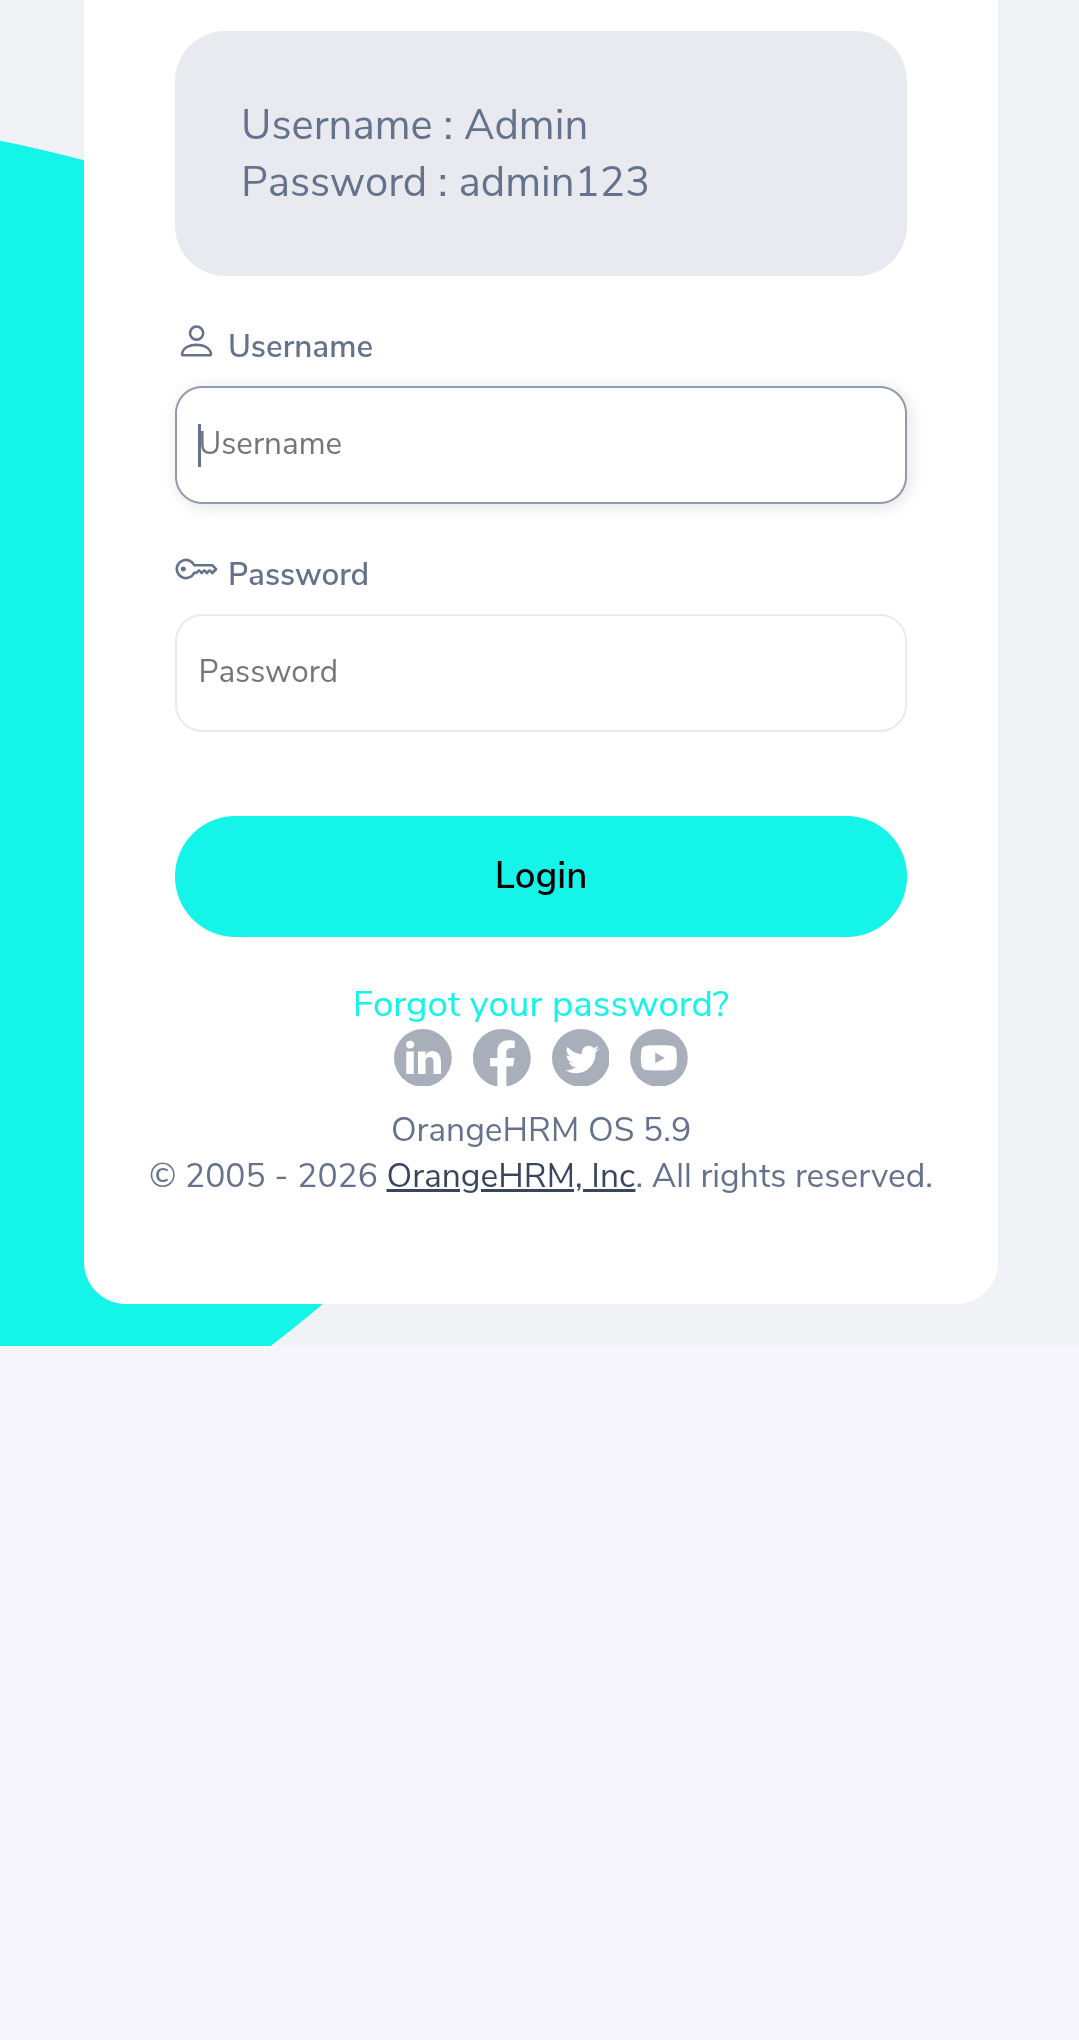 Username : Admin
Password : admin123
Username
Username
Password
Password
Login
Forgot your password?
OrangeHRM OS 5.9
© 2005 - 2026 OrangeHRM, Inc. All rights reserved.